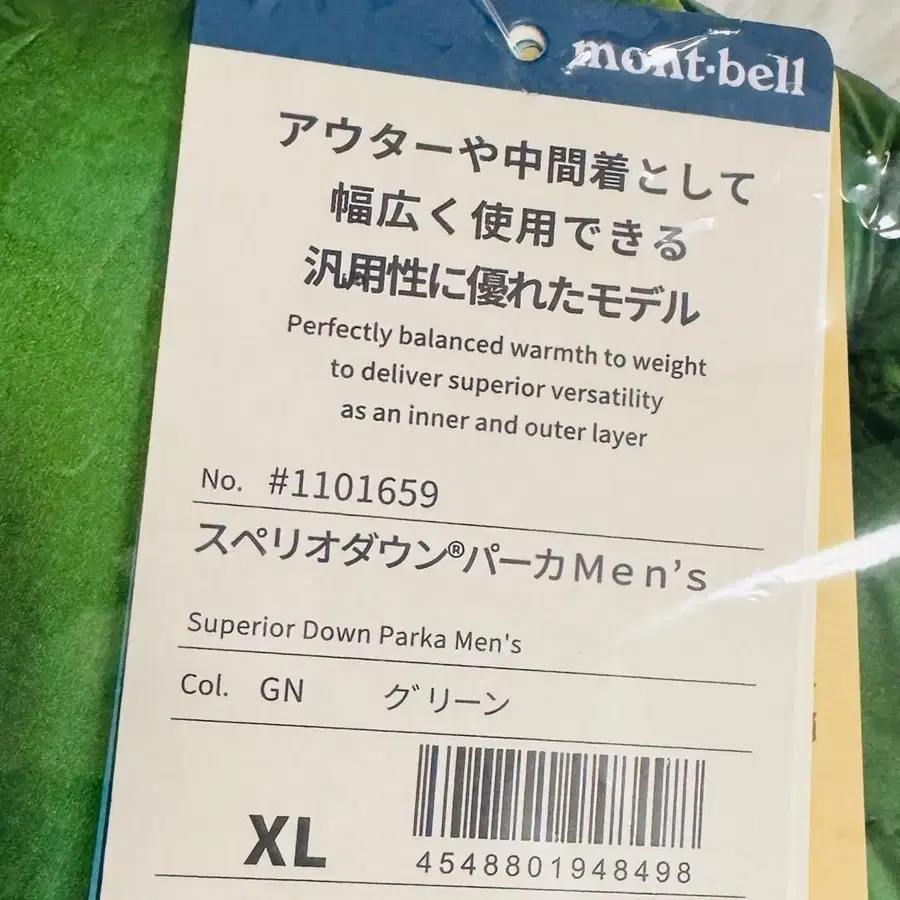 mont·bell
アウターや中間着として
幅広く使用できる
汎用性に優れたモデル
Perfectly balanced warmth to weight
to deliver superior versatility
as an inner and outer layer
No. #1101659
スペリオダウン®パーカMen's
Superior Down Parka Men's
Col. GN グリーン
XL
4548801948498